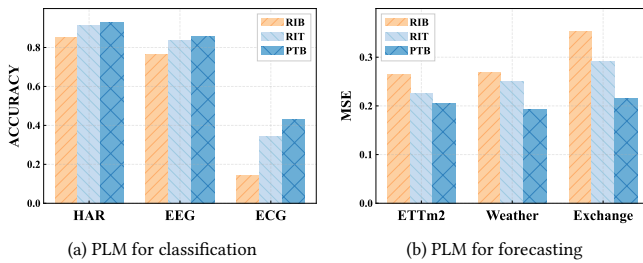 ACCURACY
0.8
0.6
0.4
0.2
0.0
RIB
RIT
PTB
HAR EEG ECG
(a) PLM for classification
MSE
0.3
0.2
0.1
0.0
RIB
RIT
PTB
ETTm2 Weather Exchange
(b) PLM for forecasting